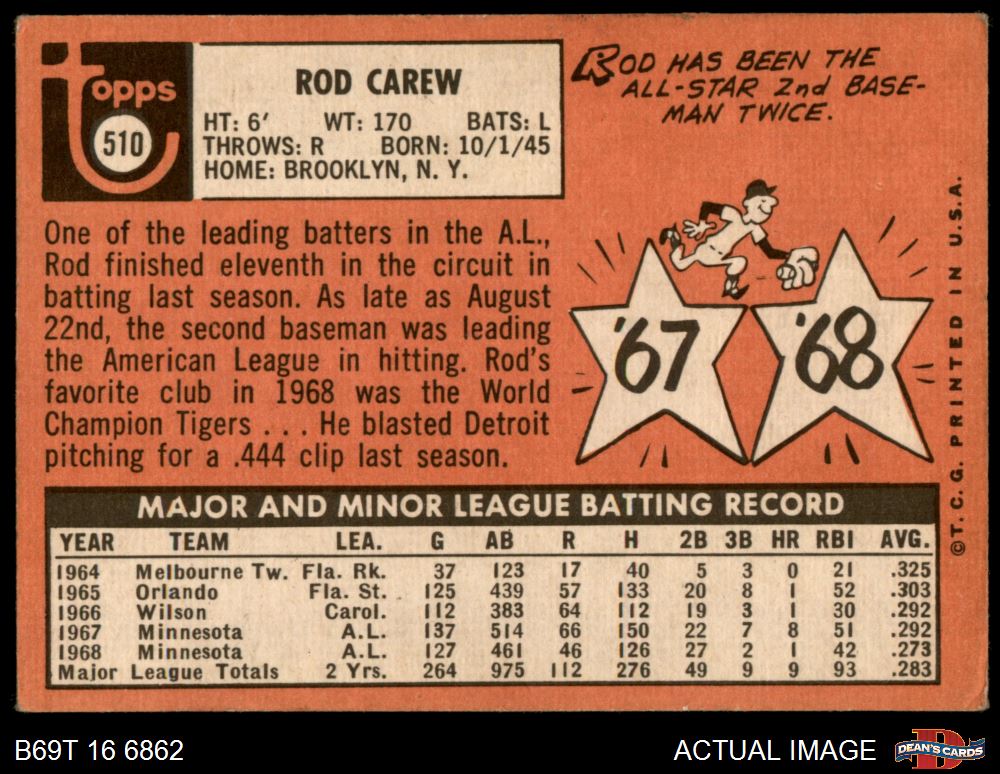 Topps
510
ROD CAREW
HT: 6' WT: 170 BATS: L
THROWS: R BORN: 10/1/45
HOME: BROOKLYN, N. Y.
ROD HAS BEEN THE
ALL-STAR 2nd BASE-
MAN TWICE.
One of the leading batters in the A.L.,
Rod finished eleventh in the circuit in
batting last season. As late as August
22nd, the second baseman was leading
the American League in hitting. Rod's
favorite club in 1968 was the World
Champion Tigers . . . He blasted Detroit
pitching for a .444 clip last season.
'67 '68
© T. C. G. PRINTED IN U.S.A.
MAJOR AND MINOR LEAGUE BATTING RECORD
YEAR TEAM LEA. G AB R H 2B 3B HR RBI AVG.
1964 Melbourne Tw. Fla. Rk. 37 123 17 40 5 3 0 21 .325
1965 Orlando Fla. St. 125 439 57 133 20 8 1 52 .303
1966 Wilson Carol. 112 383 64 112 19 3 1 30 .292
1967 Minnesota A.L. 137 514 66 150 22 7 8 51 .292
1968 Minnesota A.L. 127 461 46 126 27 2 1 42 .273
Major League Totals 2 Yrs. 264 975 112 276 49 9 9 93 .283
B69T 16 6862
ACTUAL IMAGE
DEAN'S CARDS